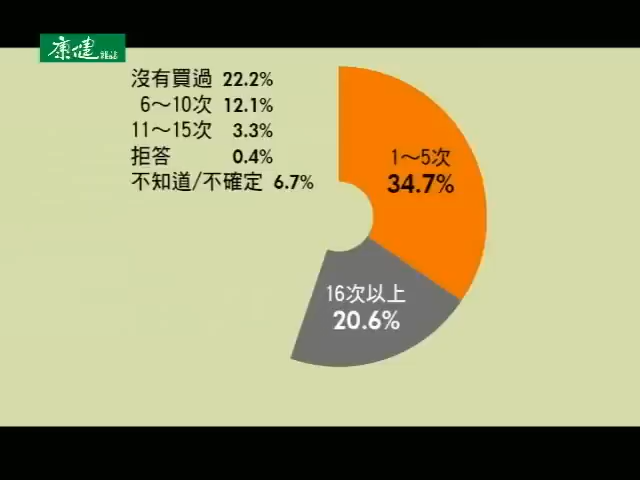 康健雜誌
沒有買過 22.2%
6～10次 12.1%
11～15次 3.3%
拒答 0.4%
不知道/不確定 6.7%
1～5次
34.7%
16次以上
20.6%